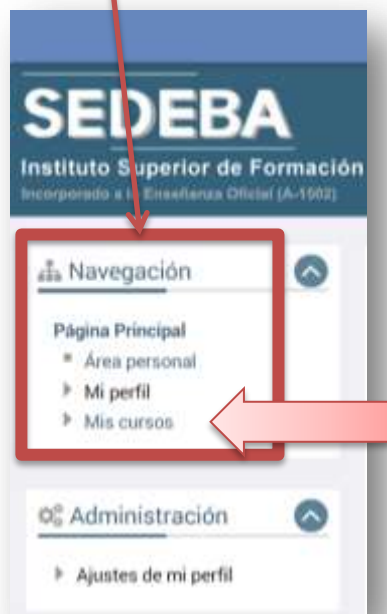 SEDEBA
Instituto Superior de Formación
Incorporado a la Enseñanza Oficial (A-1502)
Navegación
Página Principal
Área personal
Mi perfil
Mis cursos
Administración
Ajustes de mi perfil